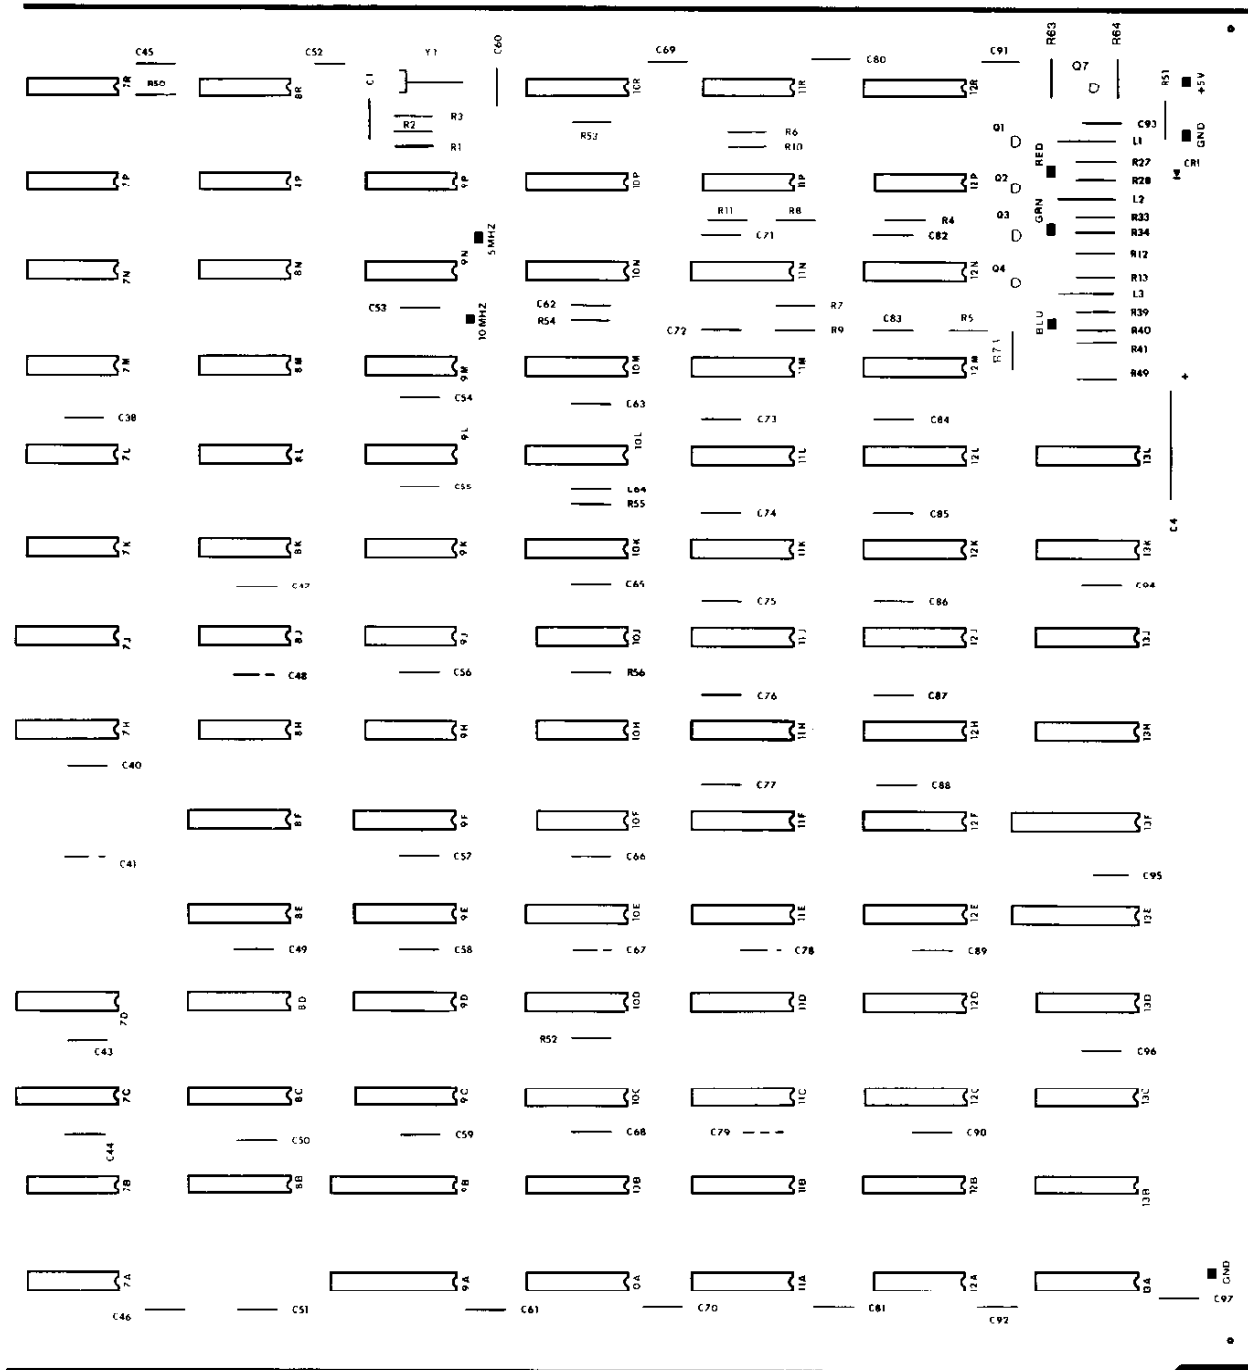 C45 C52 Y1 C60 C69 C80 C91 R63 R64
7R R50 8R C1 10R 11R 12R Q7 R51 +5V
R3
R2
R1
R53
R6
R10
Q1
C93
L1
GND
RED
R27
CR1
7P 9P 10P 12P Q2 R28
L2
R11 R8 R4 Q3 GRN R33
C71 C82 R34
5MHZ
R12
7N 8N 9N 10N 11N 12N Q4 R13
L3
C53 10MHZ C62 R7 R39
R54 C72 R9 C83 R5 BLU R40
R41
7M 8M 9M 10M 11M 12M R49 +
C54 C63
C38 C73 C84
7L 8L 9L 10L 11L 12L 13L
C55 R55
C74 C85 C4
7K 8K 9K 10K 11K 12K 13K
C47 C65 C94
C75 C86
7J 8J 9J 10J 11J 12J 13J
C48 C56 R56
C76 C87
7H 8H 9H 10H 11H 12H 13H
C40
C77 C88
8F 9F 10F 11F 12F 13F
C41 C57 C66
C95
8E 9E 10E 11E 12E 13E
C49 C58 C67 C78 C89
7D 8D 9D 10D 11D 12D 13D
C43 R52 C96
7C 8C 9C 10C 11C 12C 13C
C44 C50 C59 C68 C79 C90
7B 8B 9B 11B 12B 13B
7A 9A 11A 12A 13A GND
C46 C51 C61 C70 C81 C92 C97